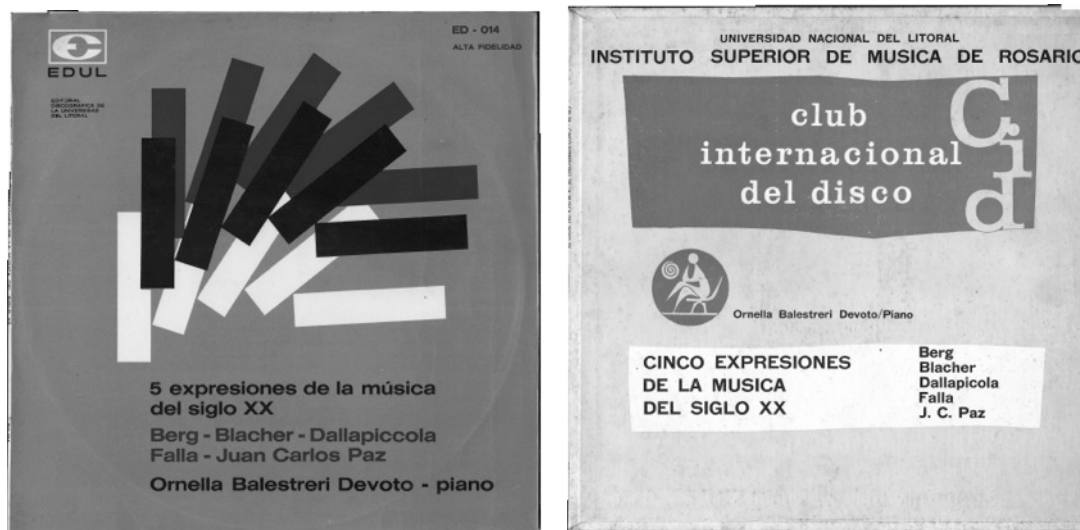 EDUL
EDITORIAL
DISCOGRAFICA DE
LA UNIVERSIDAD
DEL LITORAL
ED - 014
ALTA FIDELIDAD
5 expresiones de la música
del siglo XX
Berg - Blacher - Dallapiccola
Falla - Juan Carlos Paz
Ornella Balestreri Devoto - piano
UNIVERSIDAD NACIONAL DEL LITORAL
INSTITUTO SUPERIOR DE MUSICA DE ROSARIO
club
internacional
del disco
Cid
Ornella Balestreri Devoto/Piano
CINCO EXPRESIONES
DE LA MUSICA
DEL SIGLO XX
Berg
Blacher
Dallapicola
Falla
J. C. Paz